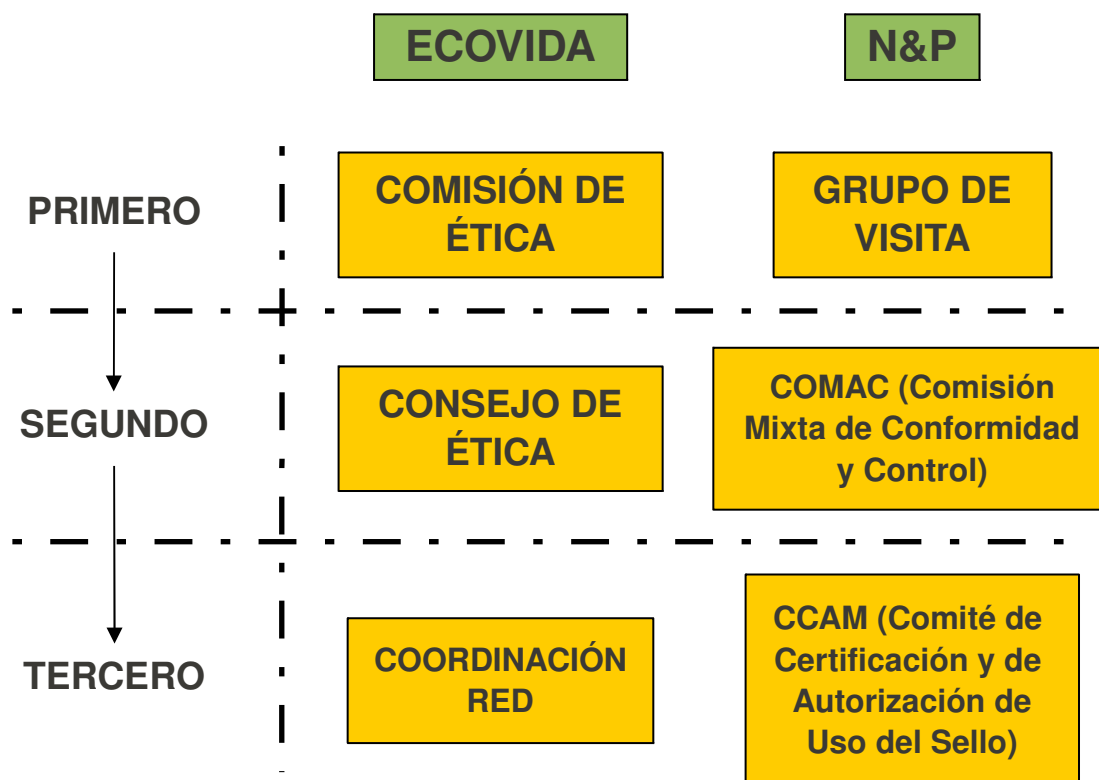 ECOVIDA
N&P
PRIMERO
COMISIÓN DE
ÉTICA
GRUPO DE
VISITA
SEGUNDO
CONSEJO DE
ÉTICA
COMAC (Comisión
Mixta de Conformidad
y Control)
TERCERO
COORDINACIÓN
RED
CCAM (Comité de
Certificación y de
Autorización de
Uso del Sello)